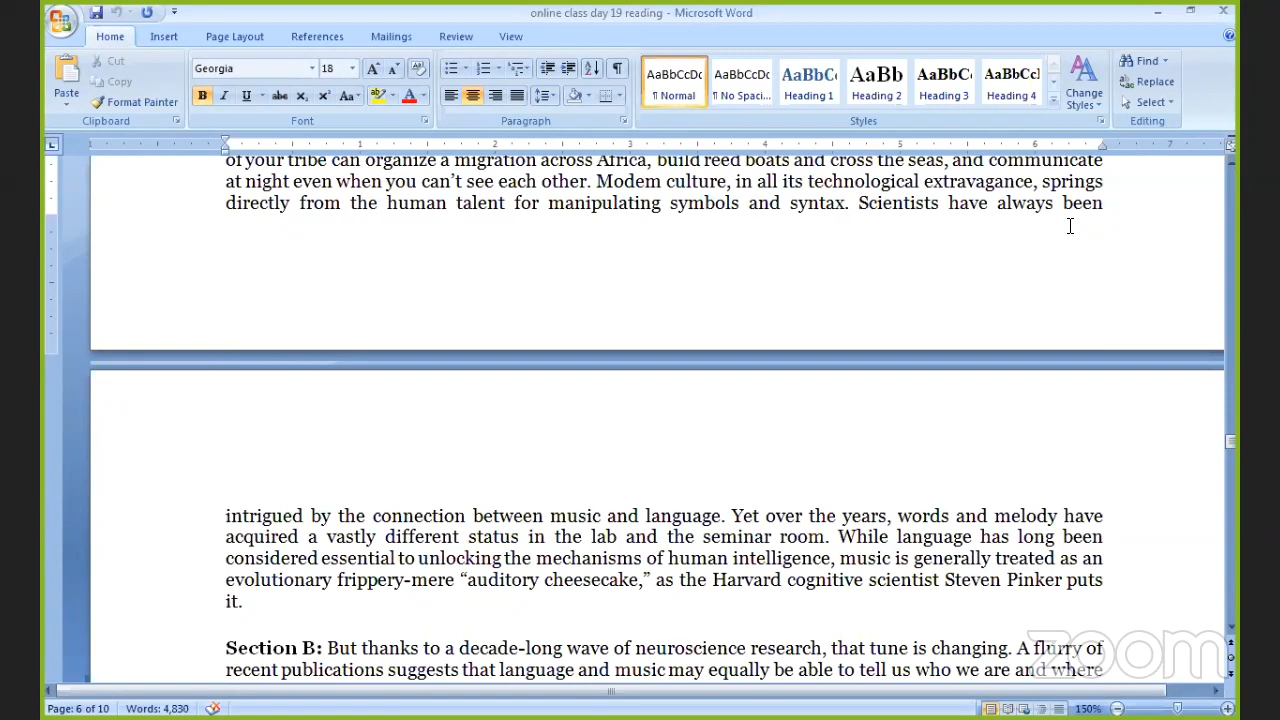 online class day 19 reading - Microsoft Word
Home Insert Page Layout References Mailings Review View
Paste
Cut
Copy
Format Painter
Clipboard
Georgia 18
Font
Paragraph
AaBbCcDc ¶ Normal
AaBbCcDc ¶ No Spaci...
AaBbC Heading 1
AaBb Heading 2
AaBbC Heading 3
AaBbCcI Heading 4
Change Styles
Styles
Find
Replace
Select
Editing
of your tribe can organize a migration across Africa, build reed boats and cross the seas, and communicate
at night even when you can’t see each other. Modem culture, in all its technological extravagance, springs
directly from the human talent for manipulating symbols and syntax. Scientists have always been
intrigued by the connection between music and language. Yet over the years, words and melody have
acquired a vastly different status in the lab and the seminar room. While language has long been
considered essential to unlocking the mechanisms of human intelligence, music is generally treated as an
evolutionary frippery-mere “auditory cheesecake,” as the Harvard cognitive scientist Steven Pinker puts
it.
Section B: But thanks to a decade-long wave of neuroscience research, that tune is changing. A flurry of
recent publications suggests that language and music may equally be able to tell us who we are and where
zoom
Page: 6 of 10 Words: 4,830 150%